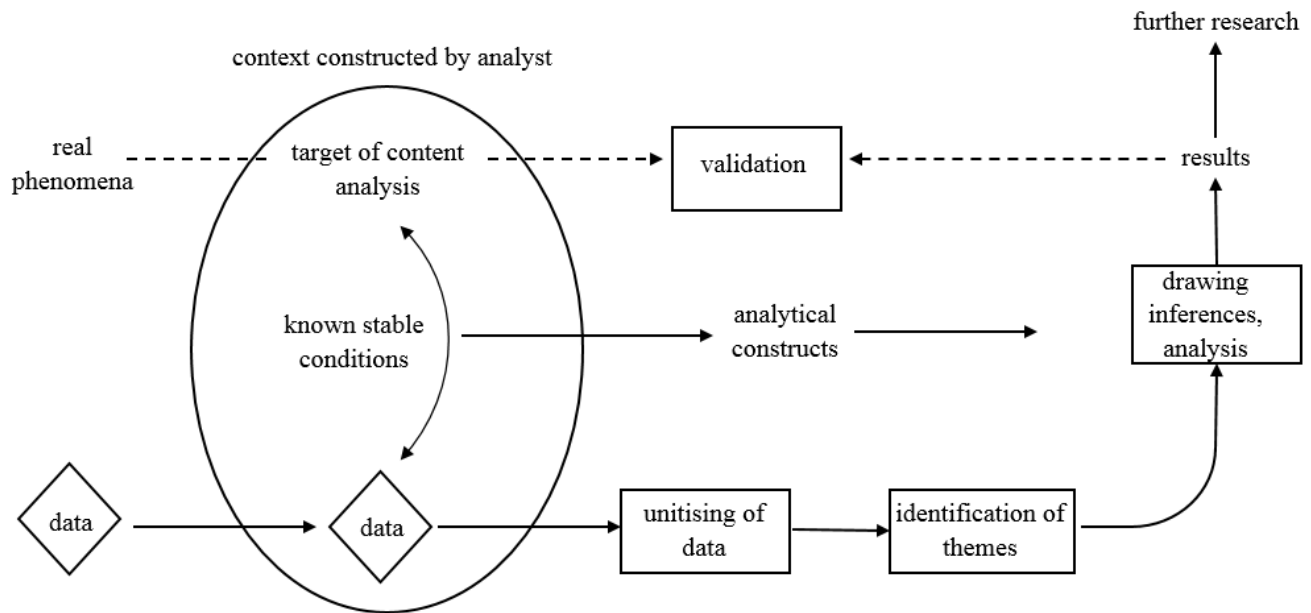 further research
context constructed by analyst
real
phenomena
target of content
analysis
validation
results
known stable
conditions
analytical
constructs
drawing
inferences,
analysis
data
data
unitising of
data
identification of
themes